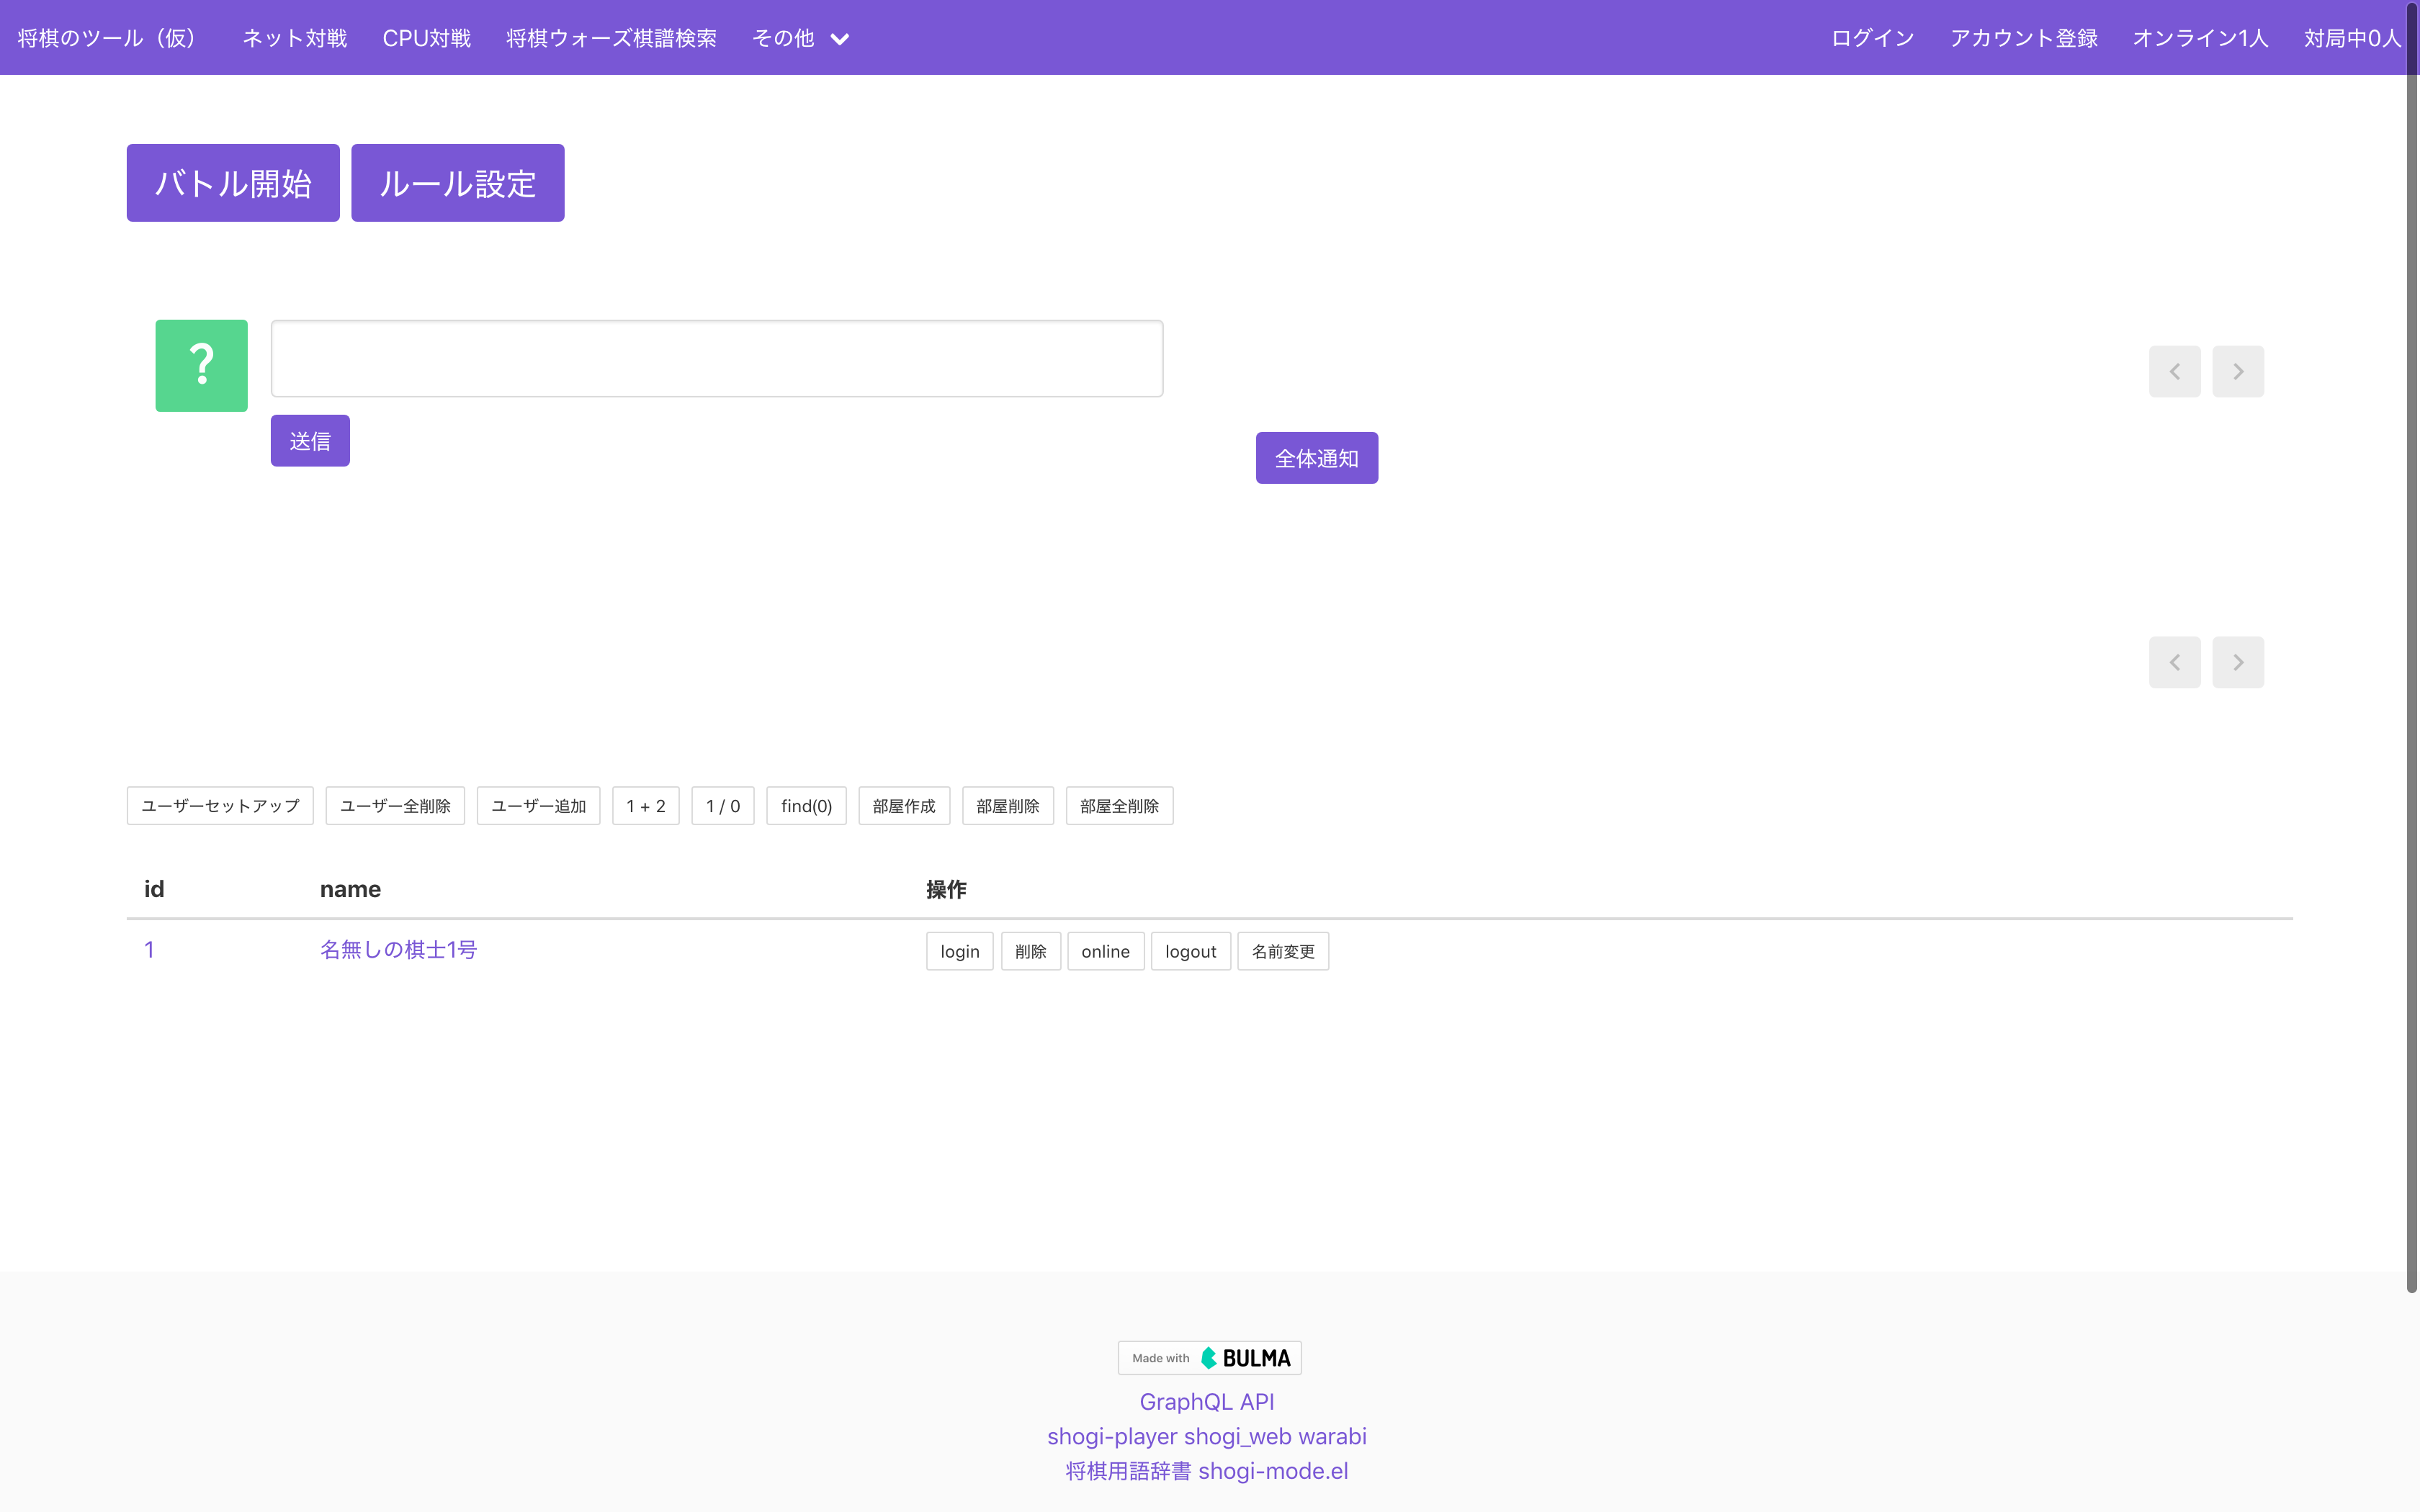 将棋のツール（仮） ネット対戦 CPU対戦 将棋ウォーズ棋譜検索 その他 ログイン アカウント登録 オンライン1人 対局中0人
バトル開始 ルール設定
?
送信
全体通知
ユーザーセットアップ ユーザー全削除 ユーザー追加 1 + 2 1 / 0 find(0) 部屋作成 部屋削除 部屋全削除
id name 操作
1 名無しの棋士1号 login 削除 online logout 名前変更
Made with BULMA
GraphQL API
shogi-player shogi_web warabi
将棋用語辞書 shogi-mode.el